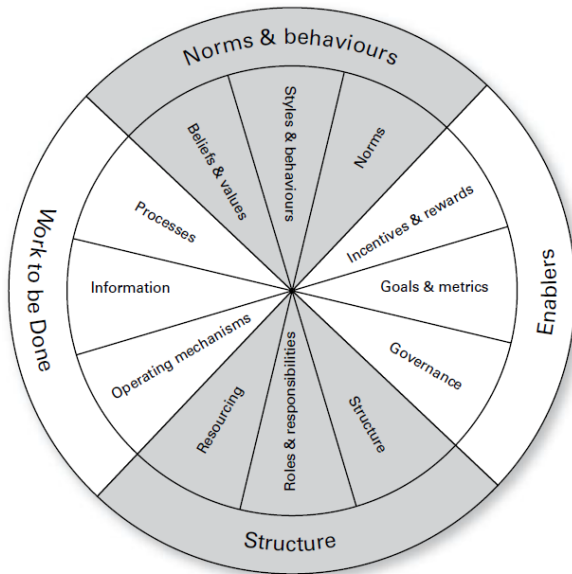 Norms & behaviours
Beliefs & values
Styles & behaviours
Norms
Enablers
Incentives & rewards
Goals & metrics
Governance
Structure
Structure
Roles & responsibilities
Resourcing
Work to be Done
Operating mechanisms
Information
Processes